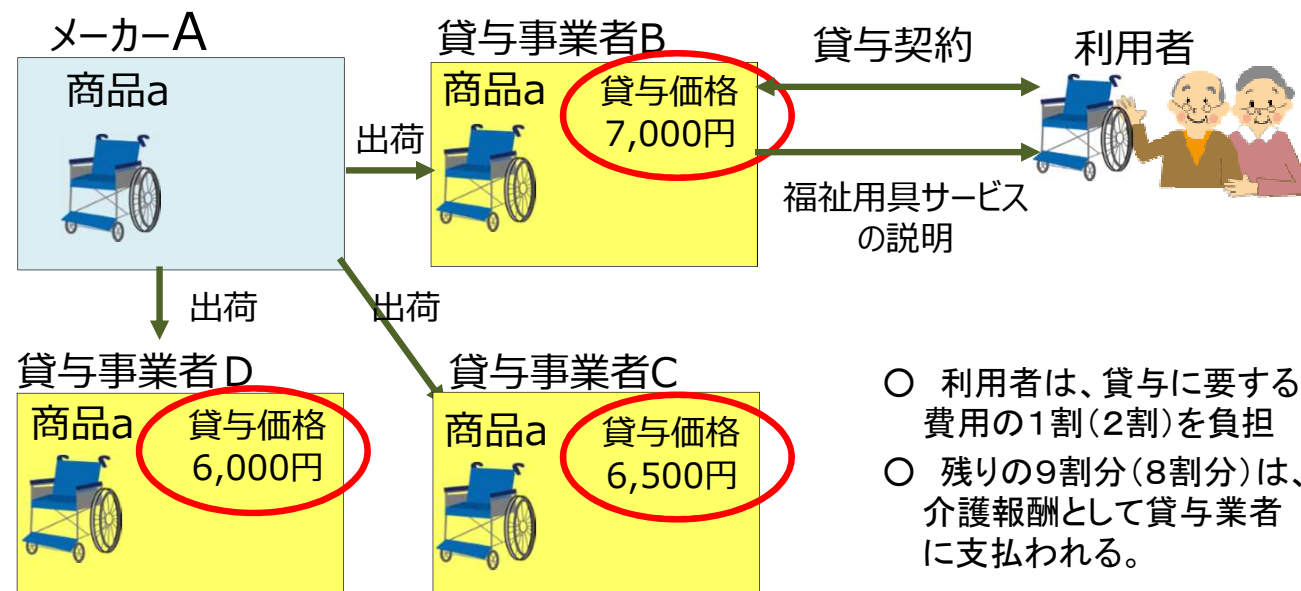 メーカーA
商品a
出荷
貸与事業者B
商品a
貸与価格
7,000円
貸与契約
利用者
福祉用具サービス
の説明
出荷
出荷
貸与事業者D
商品a
貸与価格
6,000円
貸与事業者C
商品a
貸与価格
6,500円
○ 利用者は、貸与に要する
費用の1割(2割)を負担
○ 残りの9割分(8割分)は、
介護報酬として貸与業者
に支払われる。